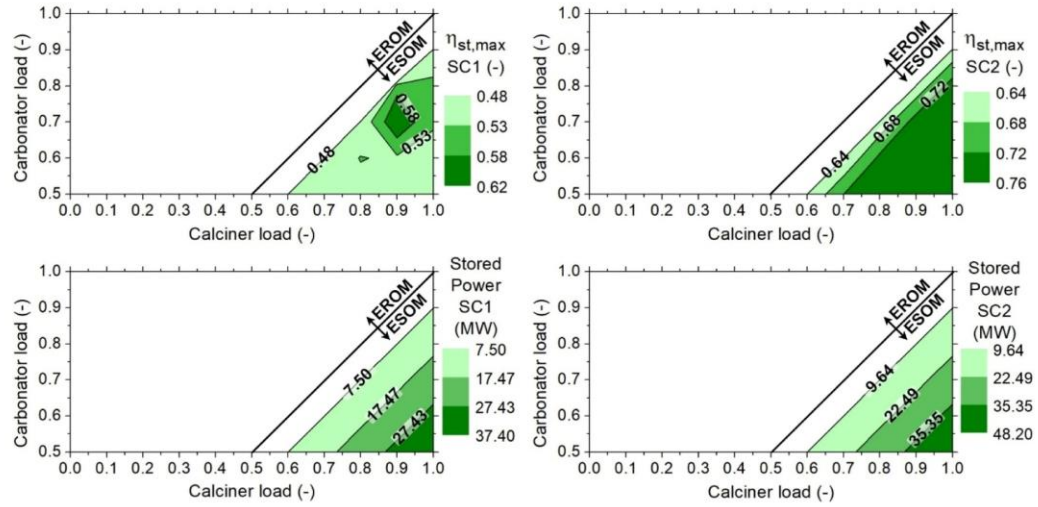 1.0
0.9
0.8
0.7
0.6
0.5
Carbonator load (-)
0.0 0.1 0.2 0.3 0.4 0.5 0.6 0.7 0.8 0.9 1.0
Calciner load (-)
EROM
ESOM
0.48
0.58
0.53
ηst,max
SC1 (-)
0.48
0.53
0.58
0.62
1.0
0.9
0.8
0.7
0.6
0.5
Carbonator load (-)
0.0 0.1 0.2 0.3 0.4 0.5 0.6 0.7 0.8 0.9 1.0
Calciner load (-)
EROM
ESOM
0.64
0.68
0.72
ηst,max
SC2 (-)
0.64
0.68
0.72
0.76
1.0
0.9
0.8
0.7
0.6
0.5
Carbonator load (-)
0.0 0.1 0.2 0.3 0.4 0.5 0.6 0.7 0.8 0.9 1.0
Calciner load (-)
EROM
ESOM
7.50
17.47
27.43
Stored
Power
SC1
(MW)
7.50
17.47
27.43
37.40
1.0
0.9
0.8
0.7
0.6
0.5
Carbonator load (-)
0.0 0.1 0.2 0.3 0.4 0.5 0.6 0.7 0.8 0.9 1.0
Calciner load (-)
EROM
ESOM
9.64
22.49
35.35
Stored
Power
SC2
(MW)
9.64
22.49
35.35
48.20